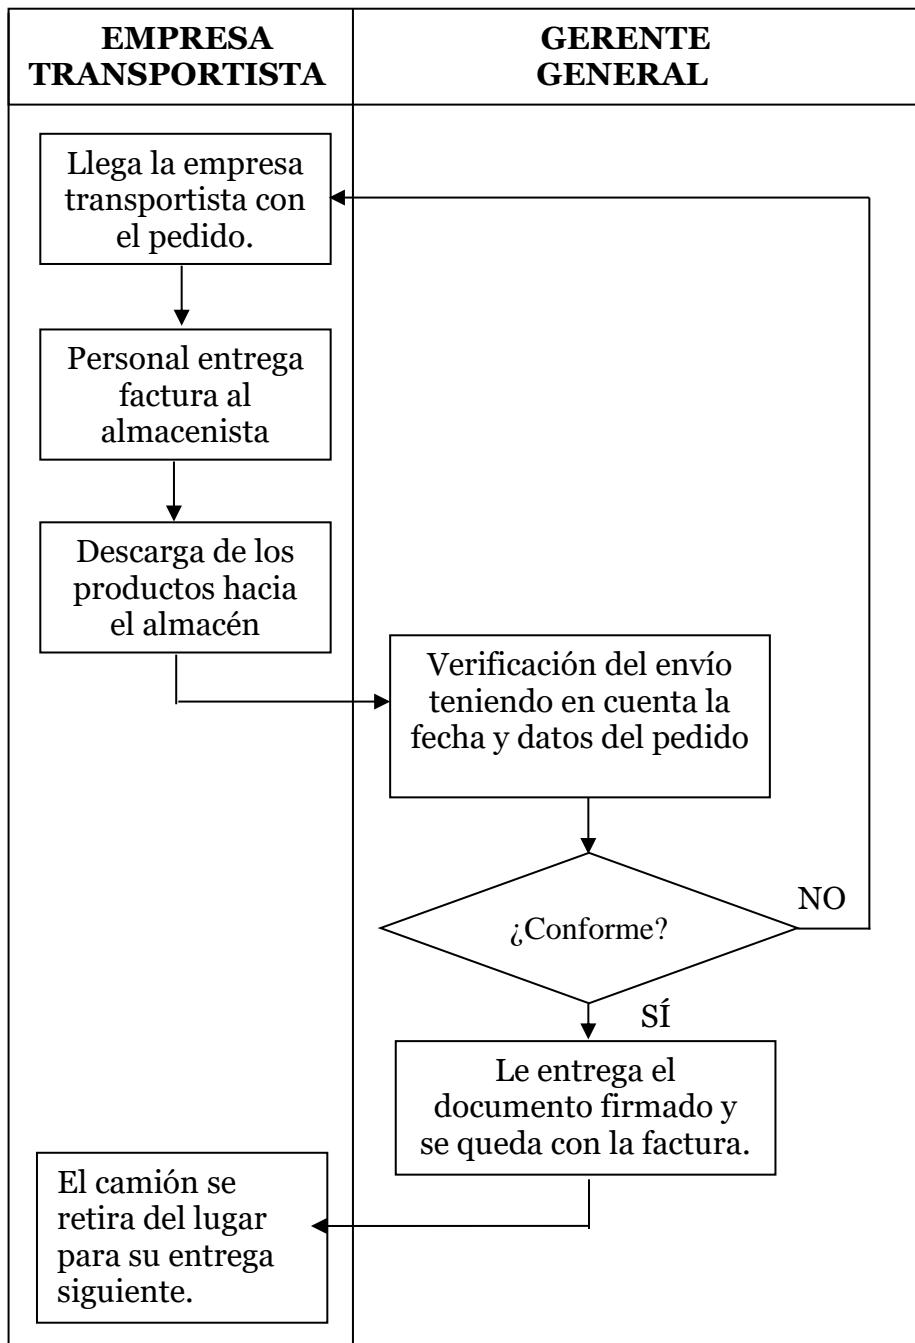 EMPRESA
TRANSPORTISTA
GERENTE
GENERAL
Llega la empresa
transportista con
el pedido.
Personal entrega
factura al
almacenista
Descarga de los
productos hacia
el almacén
Verificación del envío
teniendo en cuenta la
fecha y datos del pedido
¿Conforme?
NO
SÍ
Le entrega el
documento firmado y
se queda con la factura.
El camión se
retira del lugar
para su entrega
siguiente.